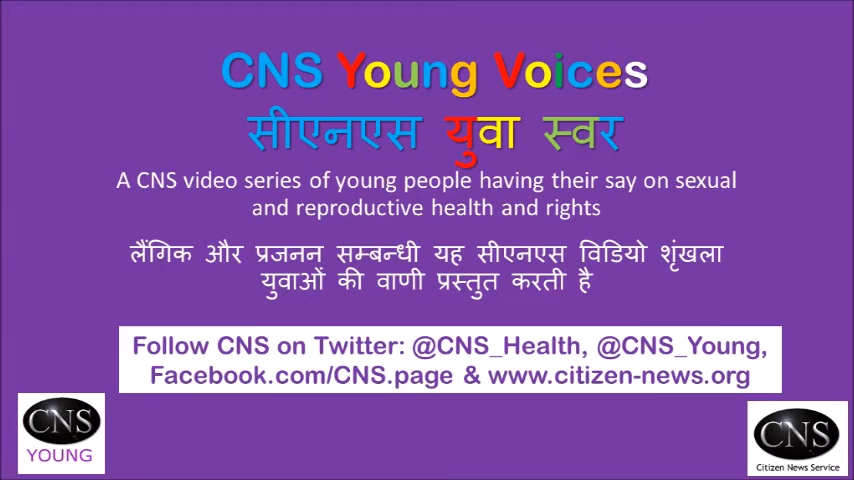 CNS Young Voices
सीएनएस युवा स्वर
A CNS video series of young people having their say on sexual
and reproductive health and rights
लैंगिक और प्रजनन सम्बन्धी यह सीएनएस विडियो शृंखला
युवाओं की वाणी प्रस्तुत करती है
Follow CNS on Twitter: @CNS_Health, @CNS_Young,
Facebook.com/CNS.page & www.citizen-news.org
CNS
YOUNG
CNS
Citizen News Service